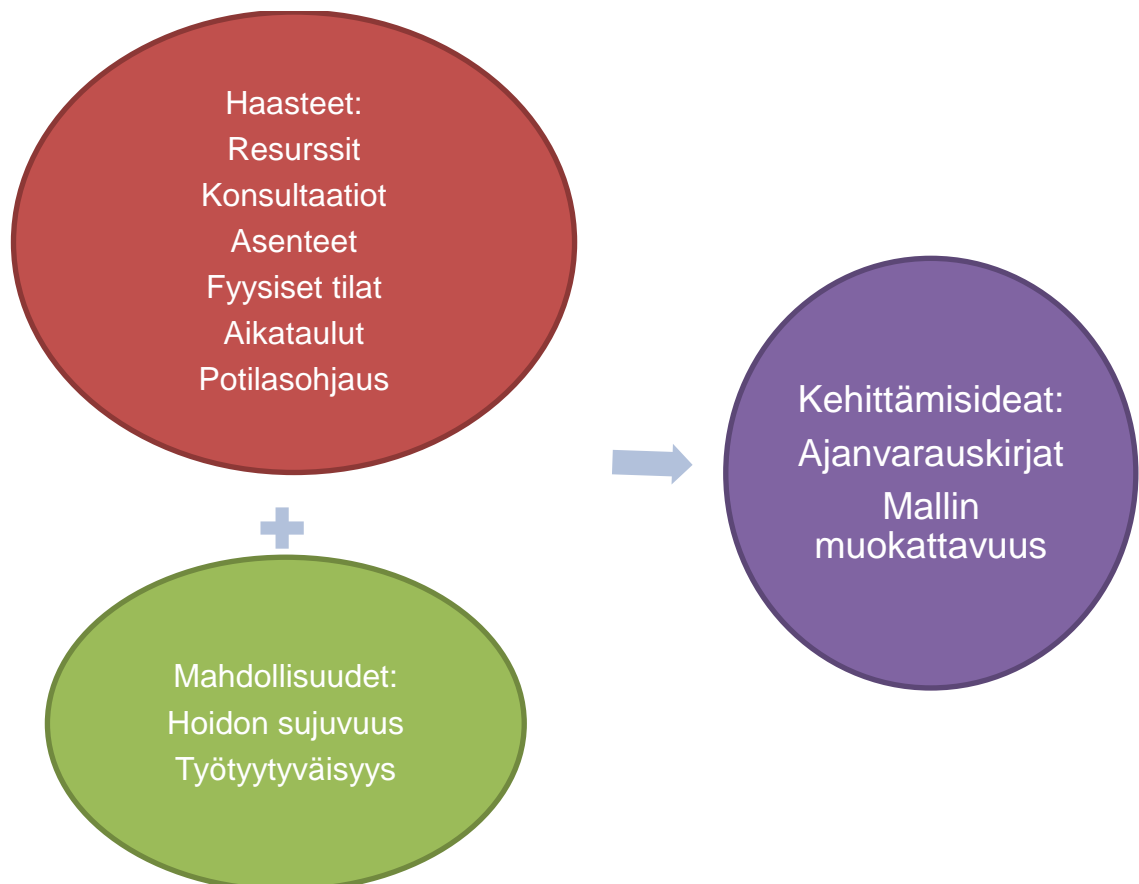 Haasteet:
Resurssit
Konsultaatiot
Asenteet
Fyysiset tilat
Aikataulut
Potilasohjaus
Mahdollisuudet:
Hoidon sujuvuus
Työtyytyväisyys
Kehittämisideat:
Ajanvarauskirjat
Mallin
muokattavuus